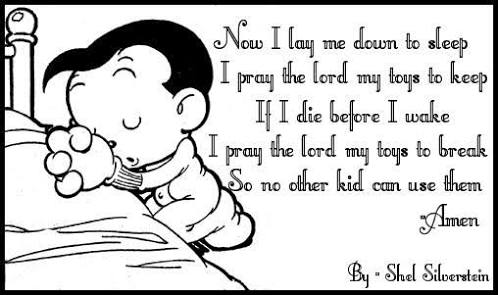 Now I lay me down to sleep
I pray the lord my toys to keep
If I die before I wake
I pray the lord my toys to break
So no other kid can use them
-Amen
By - Shel Silverstein